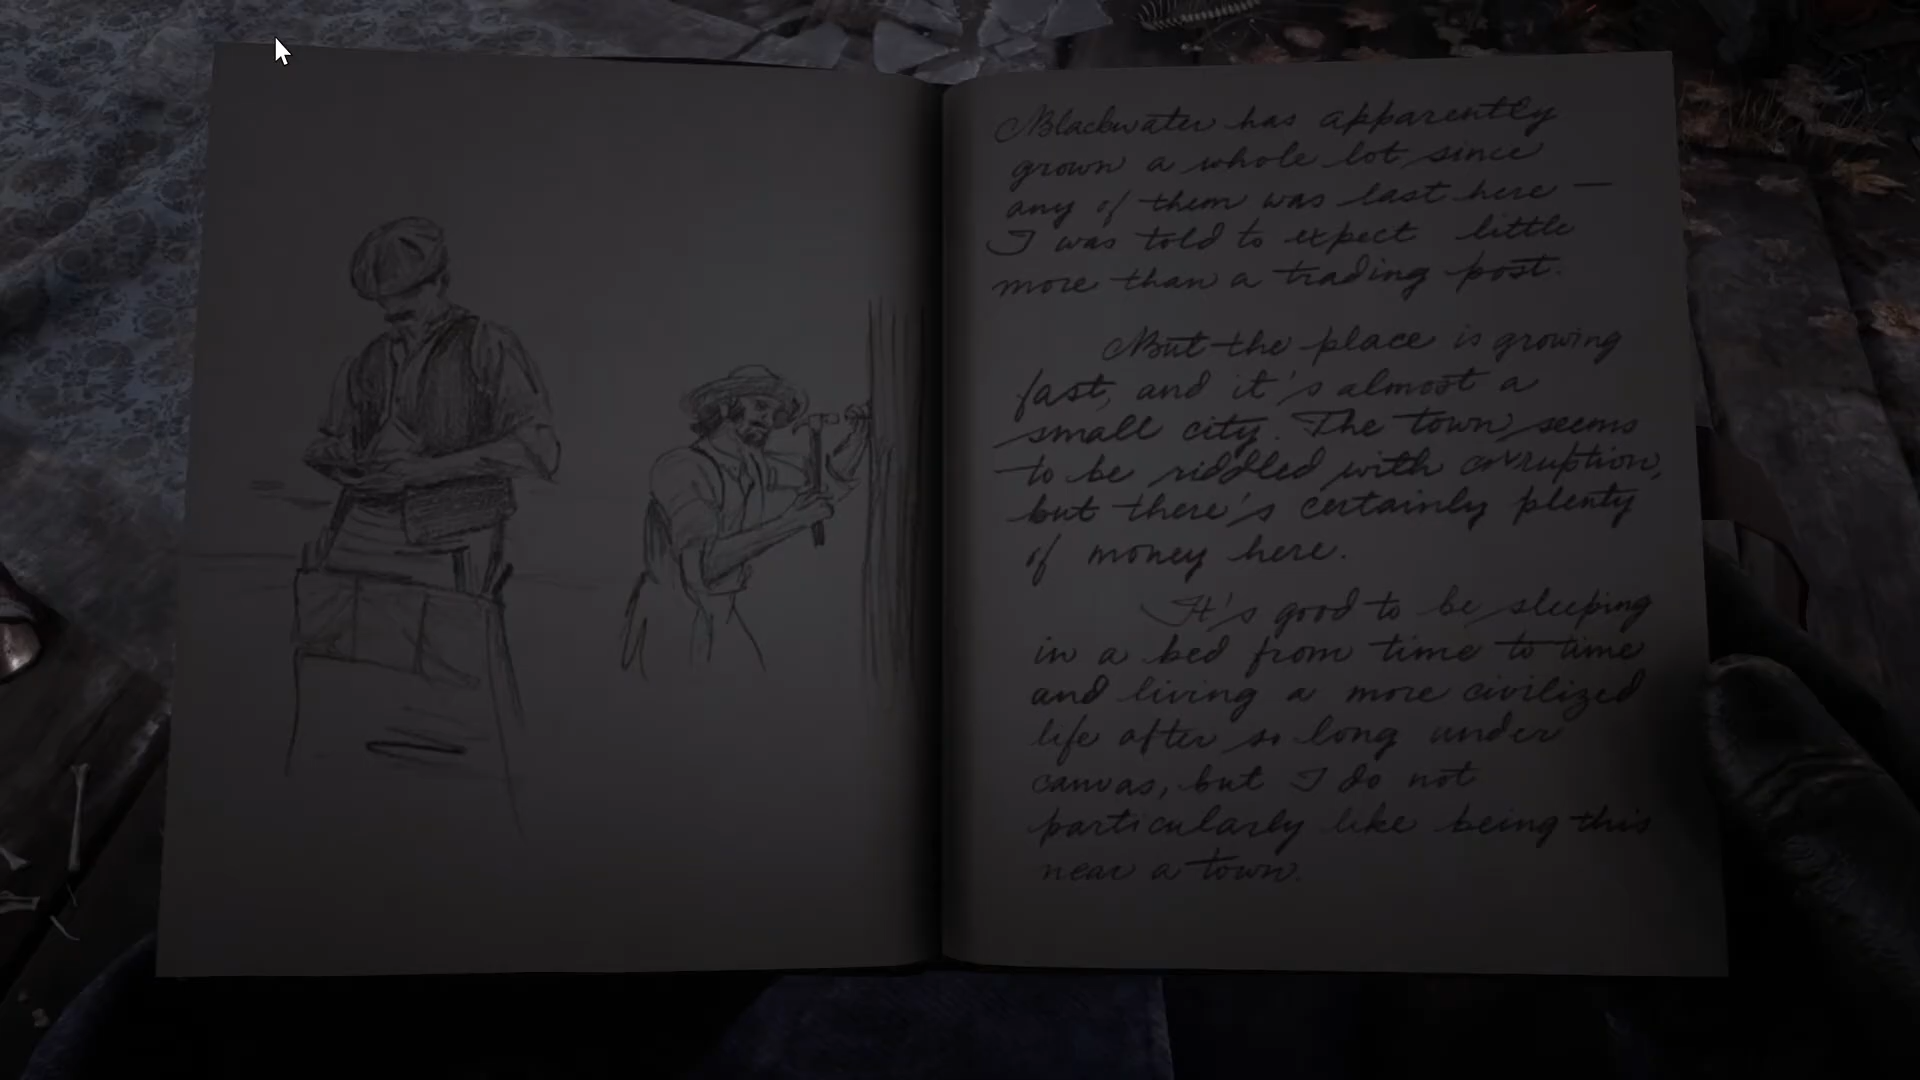 Blackwater has apparently
grown a whole lot since
any of them was last here —
I was told to expect little
more than a trading post.
But the place is growing
fast, and it's almost a
small city. The town seems
to be riddled with corruption,
but there's certainly plenty
of money here.
It's good to be sleeping
in a bed from time to time
and living a more civilized
life after so long under
canvas, but I do not
particularly like being this
near a town.